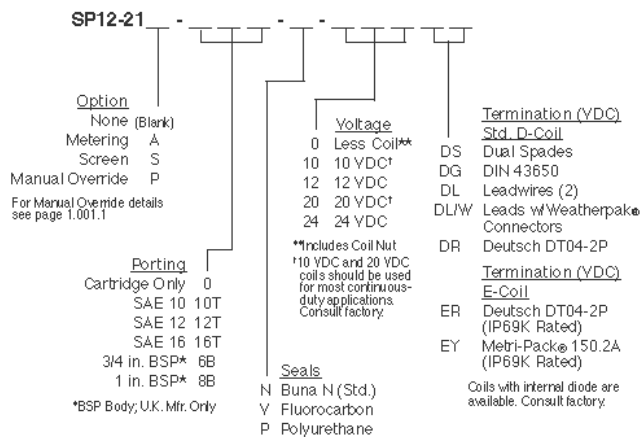 SP12-21__ - ___ - _ - ___ __
Option
None (Blank)
Metering A
Screen S
Manual Override P
For Manual Override details
see page 1.001.1
Porting
Cartridge Only 0
SAE 10 10T
SAE 12 12T
SAE 16 16T
3/4 in. BSP* 6B
1 in. BSP* 8B
*BSP Body; U.K. Mfr. Only
Seals
N Buna N (Std.)
V Fluorocarbon
P Polyurethane
Voltage
0 Less Coil**
10 10 VDC†
12 12 VDC
20 20 VDC†
24 24 VDC
**Includes Coil Nut
†10 VDC and 20 VDC
coils should be used
for most continuous-
duty applications.
Consult factory.
Termination (VDC)
Std. D-Coil
DS Dual Spades
DG DIN 43650
DL Leadwires (2)
DL/W Leads w/Weatherpak®
Connectors
DR Deutsch DT04-2P
Termination (VDC)
E-Coil
ER Deutsch DT04-2P
(IP69K Rated)
EY Metri-Pack® 150.2A
(IP69K Rated)
Coils with internal diode are
available. Consult factory.